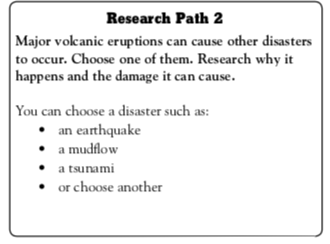 Research Path 2
Major volcanic eruptions can cause other disasters
to occur. Choose one of them. Research why it
happens and the damage it can cause.
You can choose a disaster such as:
• an earthquake
• a mudflow
• a tsunami
• or choose another